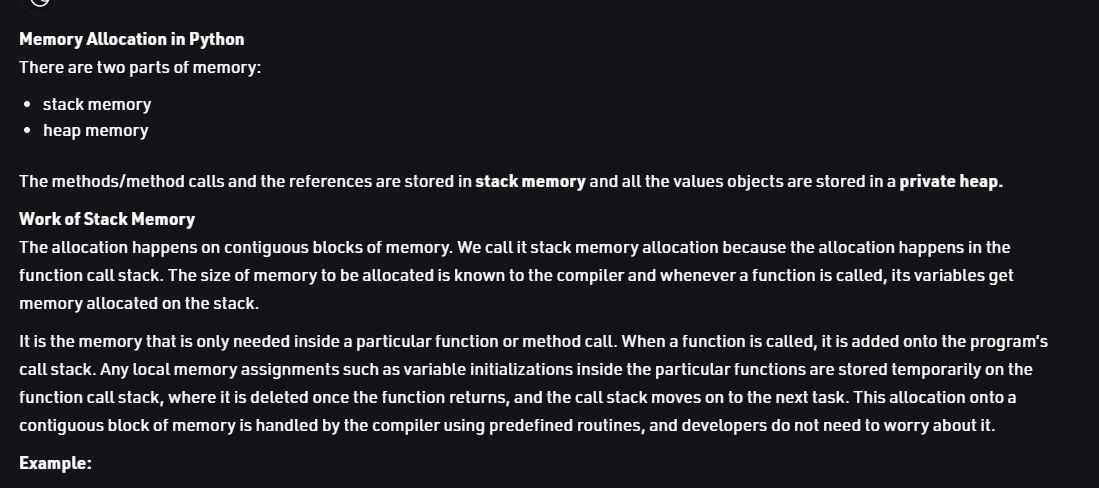 Memory Allocation in Python
There are two parts of memory:
• stack memory
• heap memory
The methods/method calls and the references are stored in stack memory and all the values objects are stored in a private heap.
Work of Stack Memory
The allocation happens on contiguous blocks of memory. We call it stack memory allocation because the allocation happens in the
function call stack. The size of memory to be allocated is known to the compiler and whenever a function is called, its variables get
memory allocated on the stack.
It is the memory that is only needed inside a particular function or method call. When a function is called, it is added onto the program's
call stack. Any local memory assignments such as variable initializations inside the particular functions are stored temporarily on the
function call stack, where it is deleted once the function returns, and the call stack moves on to the next task. This allocation onto a
contiguous block of memory is handled by the compiler using predefined routines, and developers do not need to worry about it.
Example: